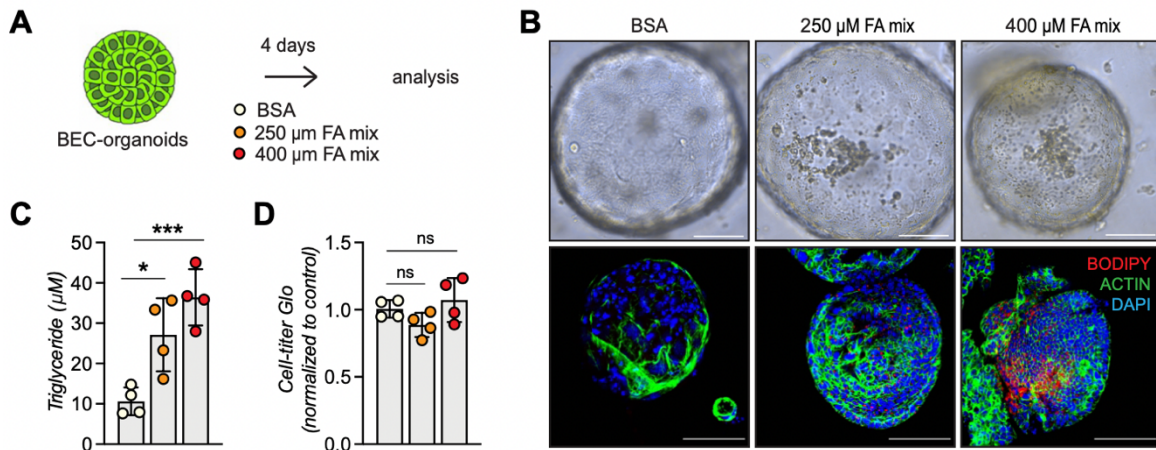 A
4 days
analysis
BEC-organoids
BSA
250 µm FA mix
400 µm FA mix
B
BSA
250 µM FA mix
400 µM FA mix
BODIPY
ACTIN
DAPI
C
Triglyceride (µM)
50
40
30
20
10
0
*
***
D
Cell-titer Glo
(normalized to control)
1.5
1.0
0.5
0.0
ns
ns